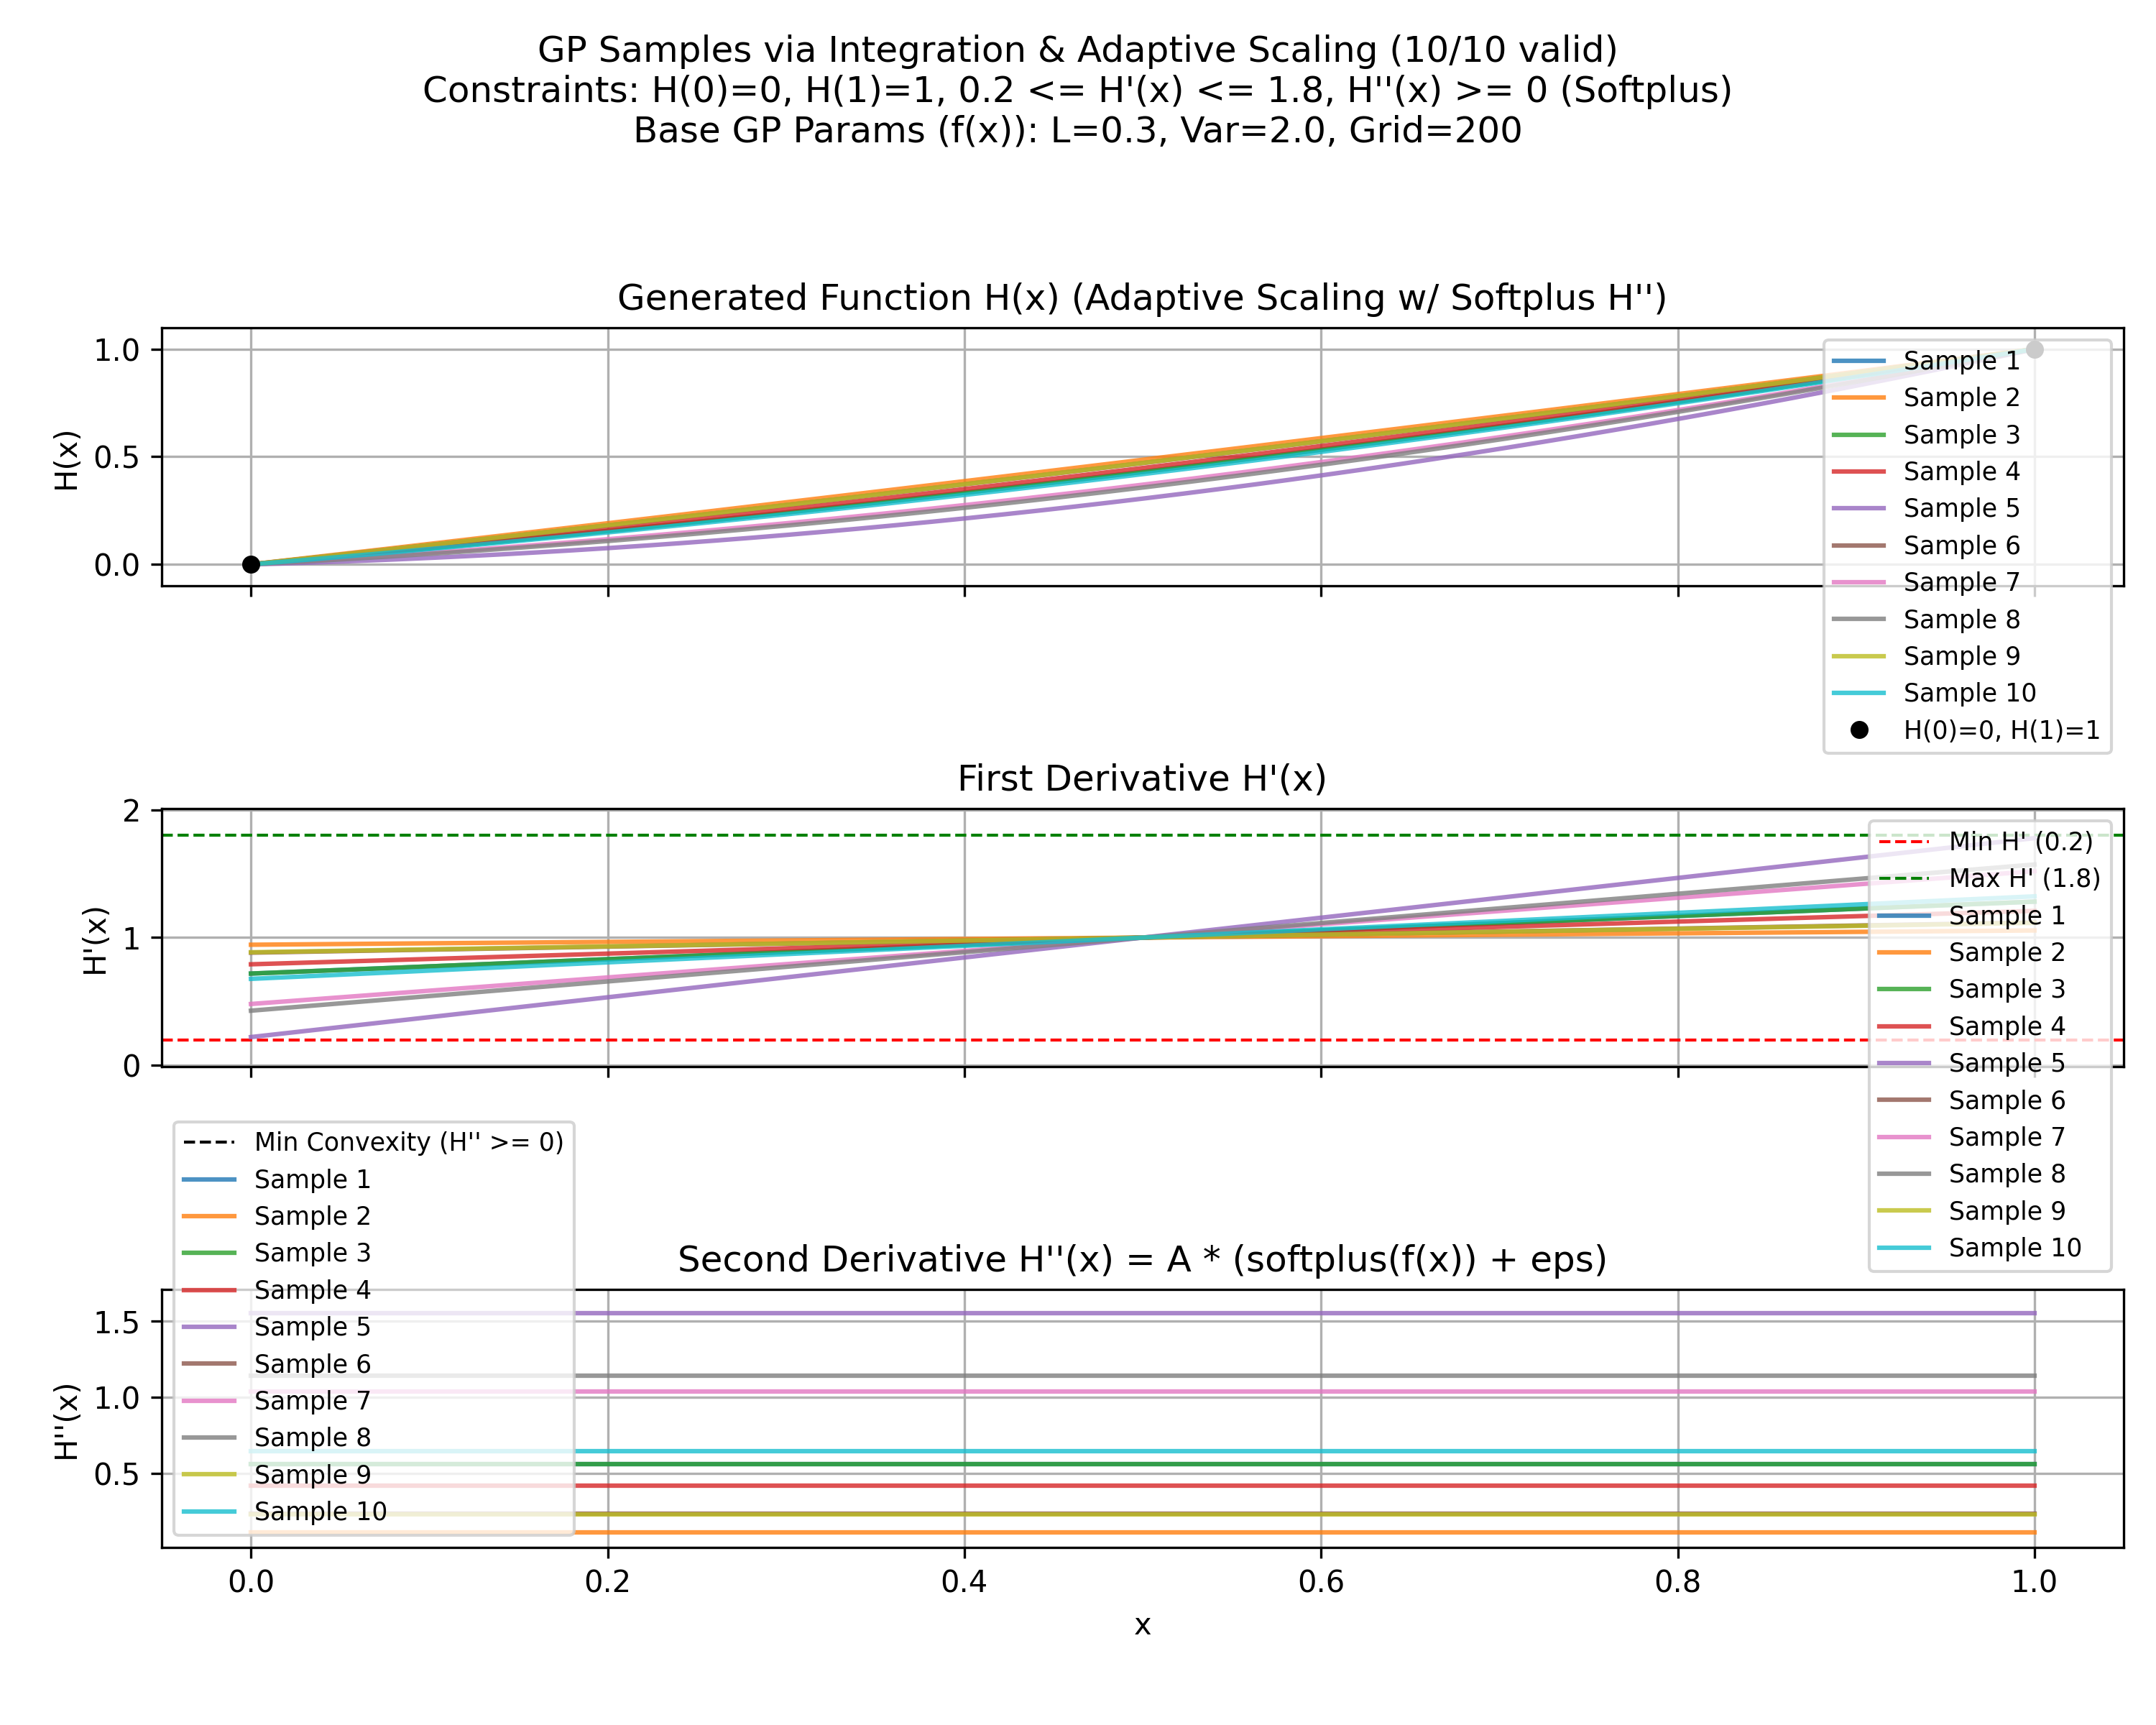 GP Samples via Integration & Adaptive Scaling (10/10 valid)
Constraints: H(0)=0, H(1)=1, 0.2 <= H'(x) <= 1.8, H''(x) >= 0 (Softplus)
Base GP Params (f(x)): L=0.3, Var=2.0, Grid=200
Generated Function H(x) (Adaptive Scaling w/ Softplus H'')
H(x)
1.0
0.5
0.0
Sample 1
Sample 2
Sample 3
Sample 4
Sample 5
Sample 6
Sample 7
Sample 8
Sample 9
Sample 10
H(0)=0, H(1)=1
First Derivative H'(x)
H'(x)
2
1
0
Min H' (0.2)
Max H' (1.8)
Sample 1
Sample 2
Sample 3
Sample 4
Sample 5
Sample 6
Sample 7
Sample 8
Sample 9
Sample 10
Second Derivative H''(x) = A * (softplus(f(x)) + eps)
H''(x)
1.5
1.0
0.5
Min Convexity (H'' >= 0)
Sample 1
Sample 2
Sample 3
Sample 4
Sample 5
Sample 6
Sample 7
Sample 8
Sample 9
Sample 10
0.0
0.2
0.4
0.6
0.8
1.0
x